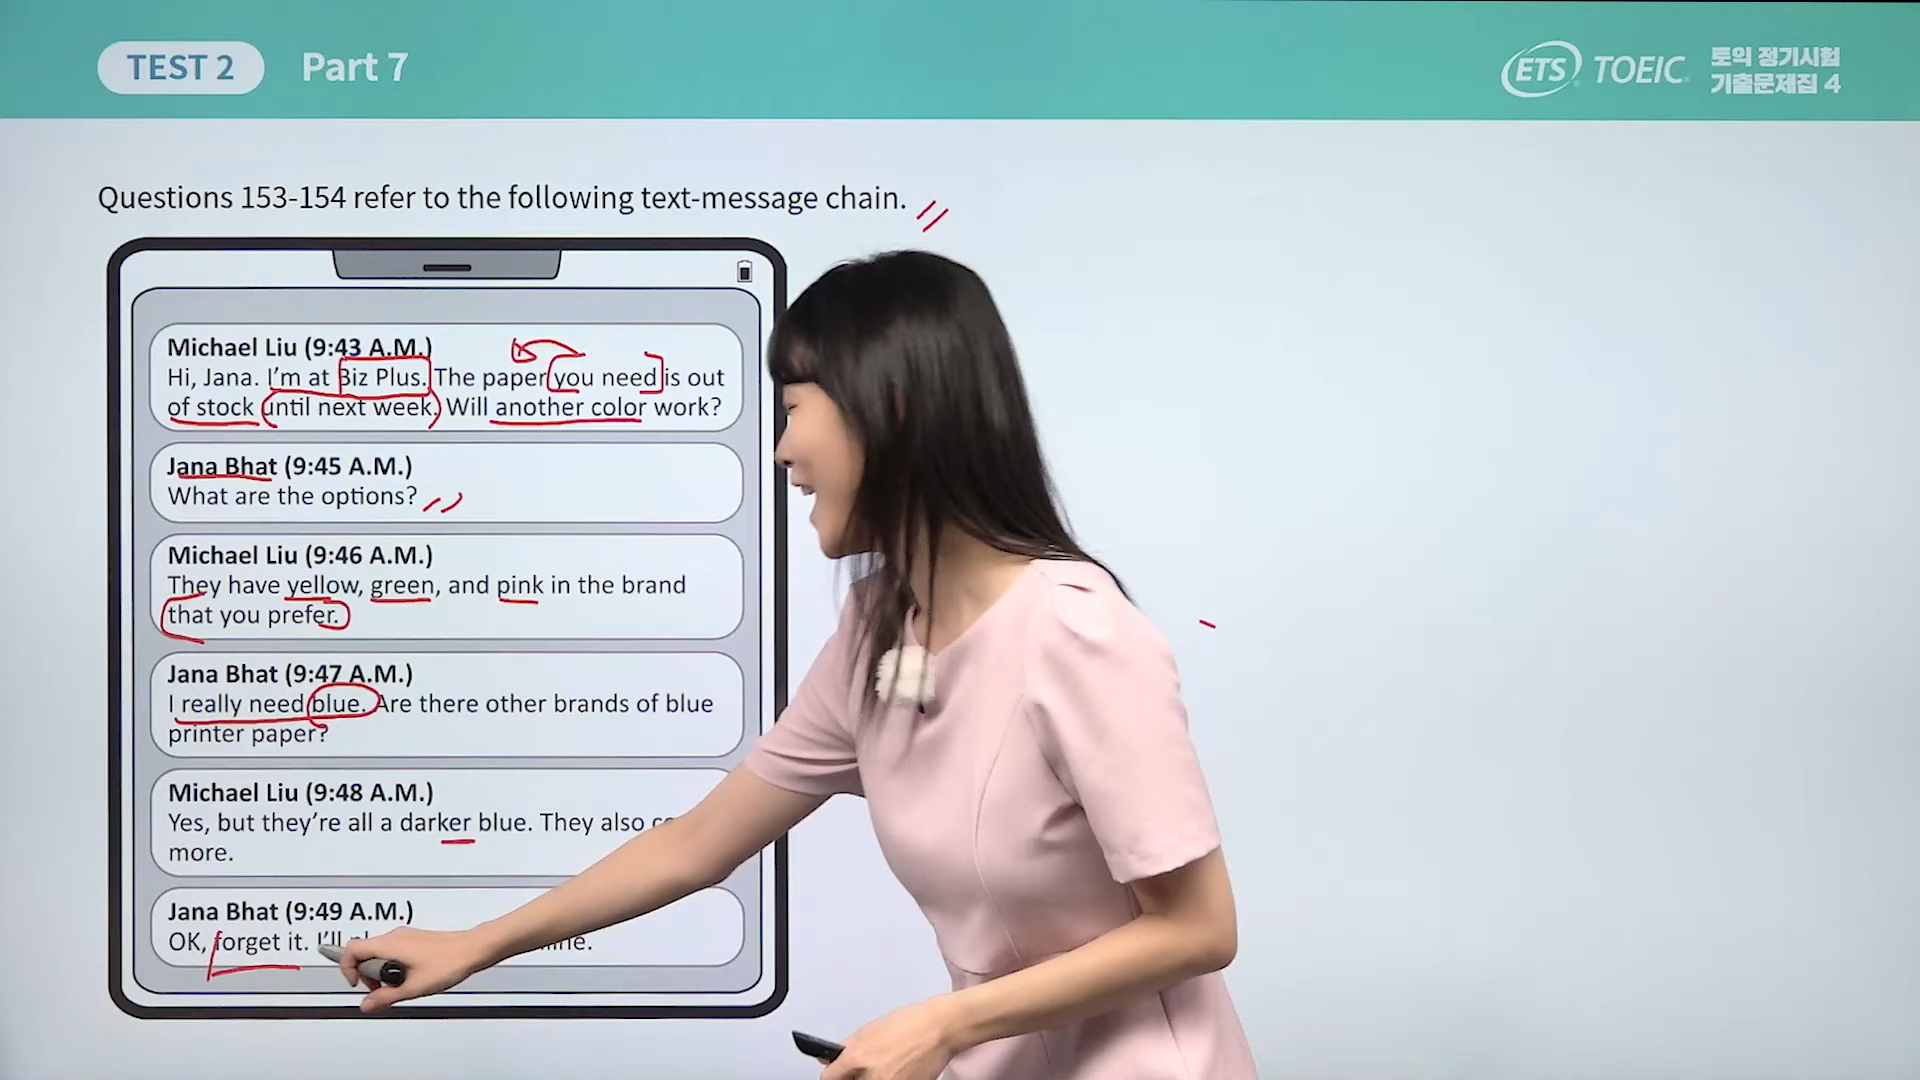 TEST 2
Part 7
ETS TOEIC
토익 정기시험
기출문제집 4
Questions 153-154 refer to the following text-message chain.
Michael Liu (9:43 A.M.)
Hi, Jana. I'm at Biz Plus. The paper you need is out
of stock until next week. Will another color work?
Jana Bhat (9:45 A.M.)
What are the options?
Michael Liu (9:46 A.M.)
They have yellow, green, and pink in the brand
that you prefer.
Jana Bhat (9:47 A.M.)
I really need blue. Are there other brands of blue
printer paper?
Michael Liu (9:48 A.M.)
Yes, but they're all a darker blue. They also
more.
Jana Bhat (9:49 A.M.)
OK, forget it. I'll